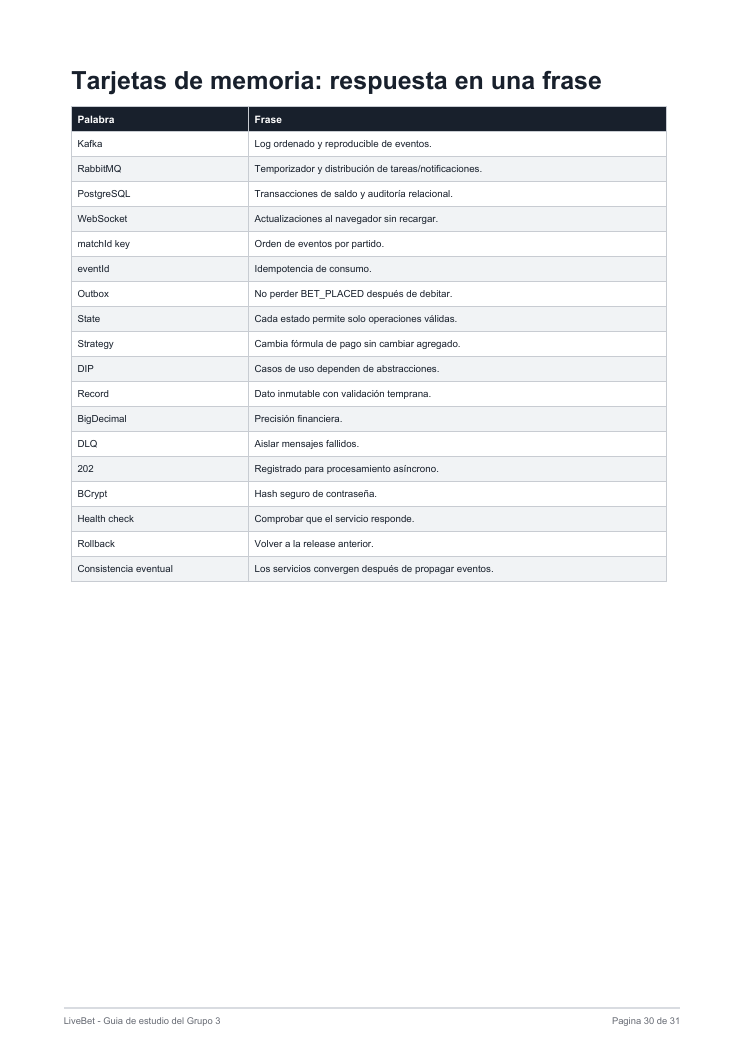 Tarjetas de memoria: respuesta en una frase
Palabra Frase
Kafka Log ordenado y reproducible de eventos.
RabbitMQ Temporizador y distribución de tareas/notificaciones.
PostgreSQL Transacciones de saldo y auditoría relacional.
WebSocket Actualizaciones al navegador sin recargar.
matchId key Orden de eventos por partido.
eventId Idempotencia de consumo.
Outbox No perder BET_PLACED después de debitar.
State Cada estado permite solo operaciones válidas.
Strategy Cambia fórmula de pago sin cambiar agregado.
DIP Casos de uso dependen de abstracciones.
Record Dato inmutable con validación temprana.
BigDecimal Precisión financiera.
DLQ Aislar mensajes fallidos.
202 Registrado para procesamiento asíncrono.
BCrypt Hash seguro de contraseña.
Health check Comprobar que el servicio responde.
Rollback Volver a la release anterior.
Consistencia eventual Los servicios convergen después de propagar eventos.
LiveBet - Guia de estudio del Grupo 3 Pagina 30 de 31